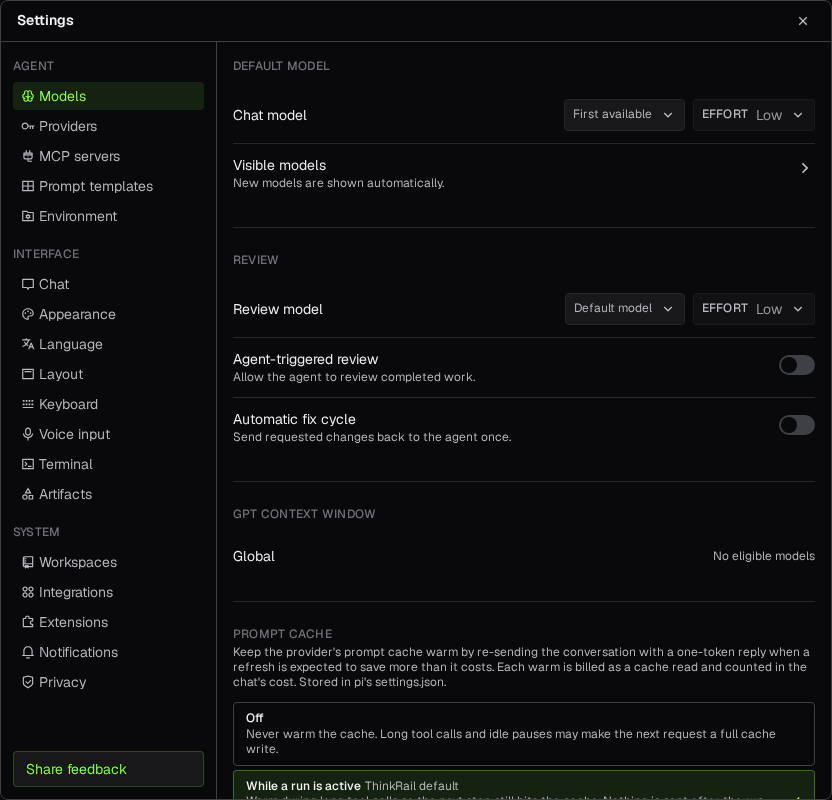 Settings
AGENT
Models
Providers
MCP servers
Prompt templates
Environment
INTERFACE
Chat
Appearance
Language
Layout
Keyboard
Voice input
Terminal
Artifacts
SYSTEM
Workspaces
Integrations
Extensions
Notifications
Privacy
Share feedback
DEFAULT MODEL
Chat model
First available
EFFORT Low
Visible models
New models are shown automatically.
REVIEW
Review model
Default model
EFFORT Low
Agent-triggered review
Allow the agent to review completed work.
Automatic fix cycle
Send requested changes back to the agent once.
GPT CONTEXT WINDOW
Global
No eligible models
PROMPT CACHE
Keep the provider's prompt cache warm by re-sending the conversation with a one-token reply when a
refresh is expected to save more than it costs. Each warm is billed as a cache read and counted in the
chat's cost. Stored in pi's settings.json.
Off
Never warm the cache. Long tool calls and idle pauses may make the next request a full cache
write.
While a run is active ThinkRail default